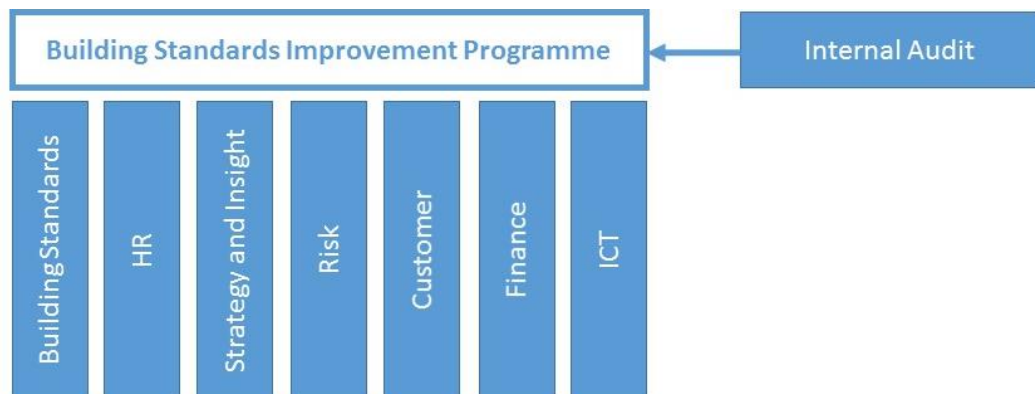 Building Standards Improvement Programme
Internal Audit
Building Standards
HR
Strategy and Insight
Risk
Customer
Finance
ICT